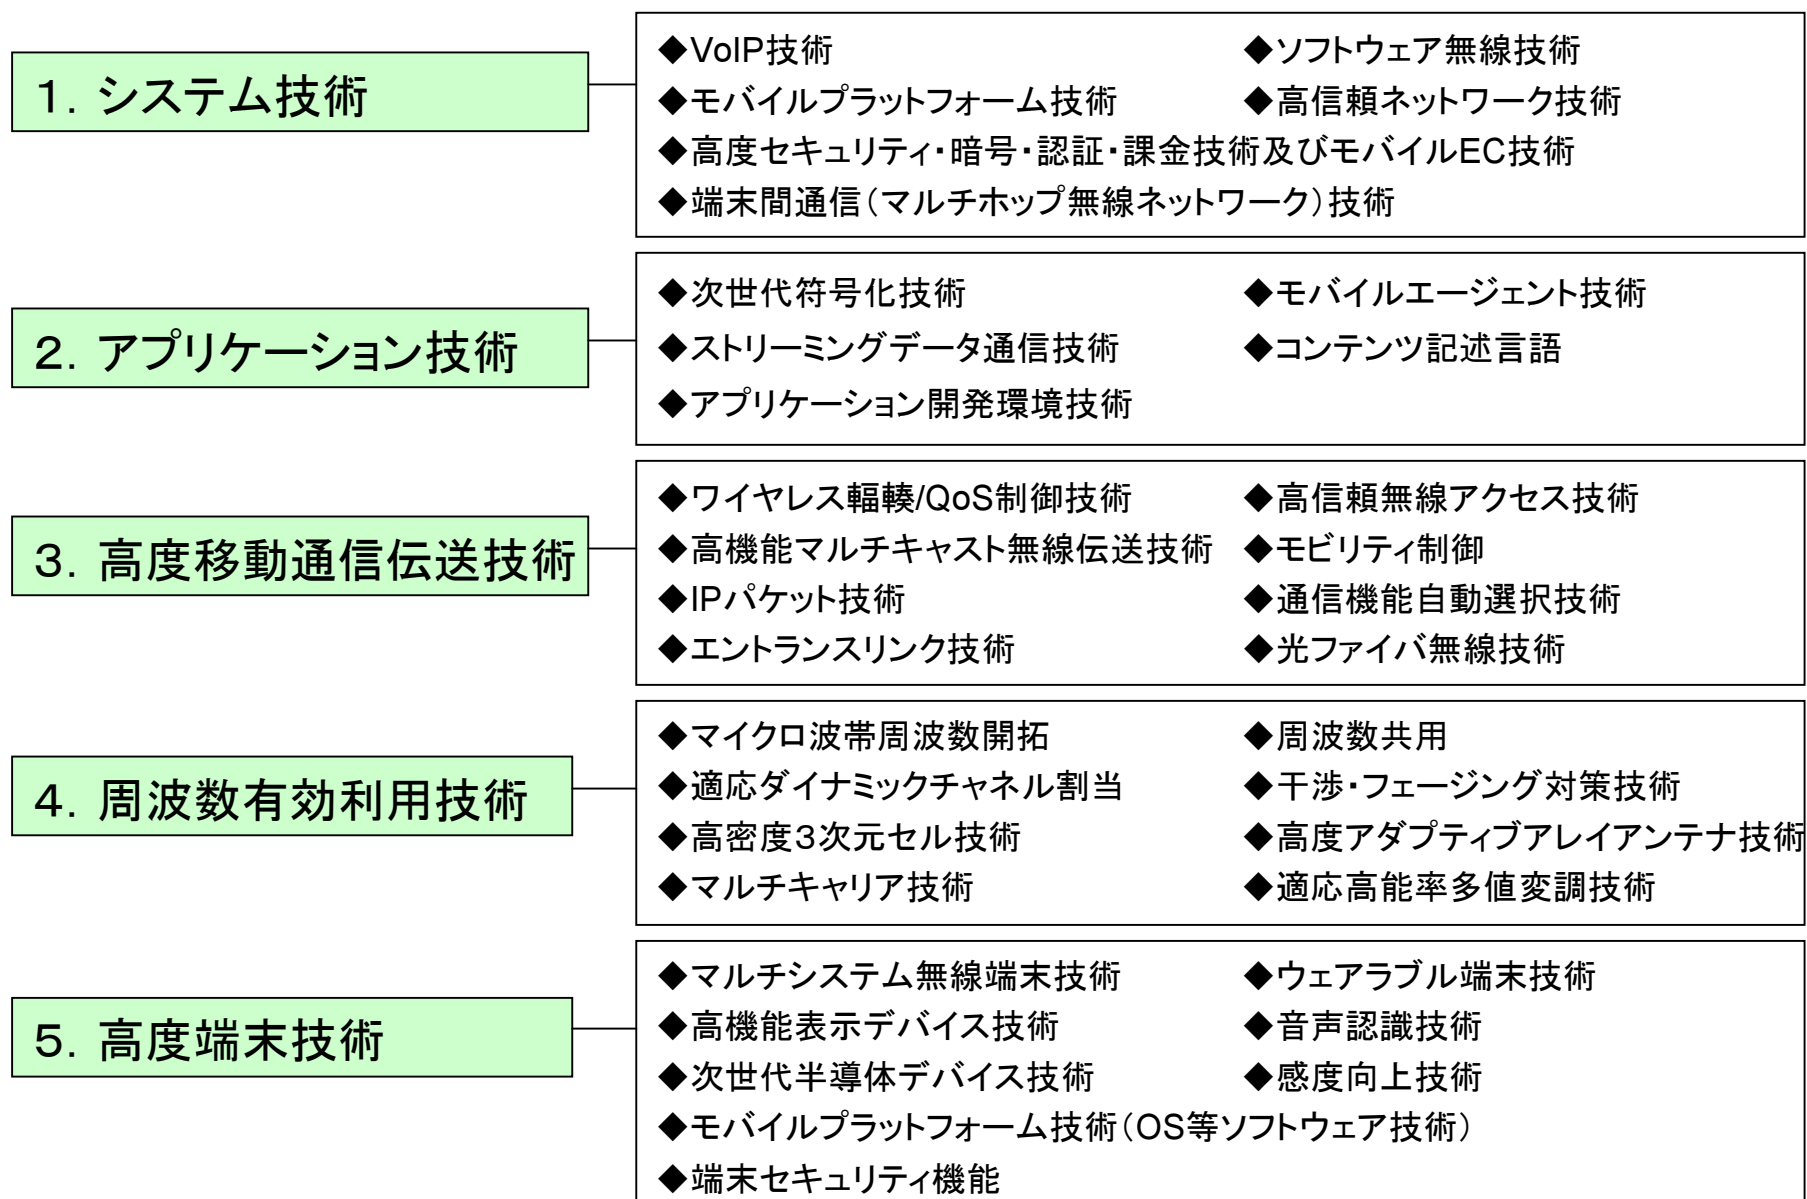 １．システム技術
◆VoIP技術 ◆ソフトウェア無線技術
◆モバイルプラットフォーム技術 ◆高信頼ネットワーク技術
◆高度セキュリティ・暗号・認証・課金技術及びモバイルEC技術
◆端末間通信（マルチホップ無線ネットワーク）技術
２．アプリケーション技術
◆次世代符号化技術 ◆モバイルエージェント技術
◆ストリーミングデータ通信技術 ◆コンテンツ記述言語
◆アプリケーション開発環境技術
３．高度移動通信伝送技術
◆ワイヤレス輻輳/QoS制御技術 ◆高信頼無線アクセス技術
◆高機能マルチキャスト無線伝送技術 ◆モビリティ制御
◆IPパケット技術 ◆通信機能自動選択技術
◆エントランスリンク技術 ◆光ファイバ無線技術
４．周波数有効利用技術
◆マイクロ波帯周波数開拓 ◆周波数共用
◆適応ダイナミックチャネル割当 ◆干渉・フェージング対策技術
◆高密度３次元セル技術 ◆高度アダプティブアレイアンテナ技術
◆マルチキャリア技術 ◆適応高能率多値変調技術
５．高度端末技術
◆マルチシステム無線端末技術 ◆ウェアラブル端末技術
◆高機能表示デバイス技術 ◆音声認識技術
◆次世代半導体デバイス技術 ◆感度向上技術
◆モバイルプラットフォーム技術（OS等ソフトウェア技術）
◆端末セキュリティ機能